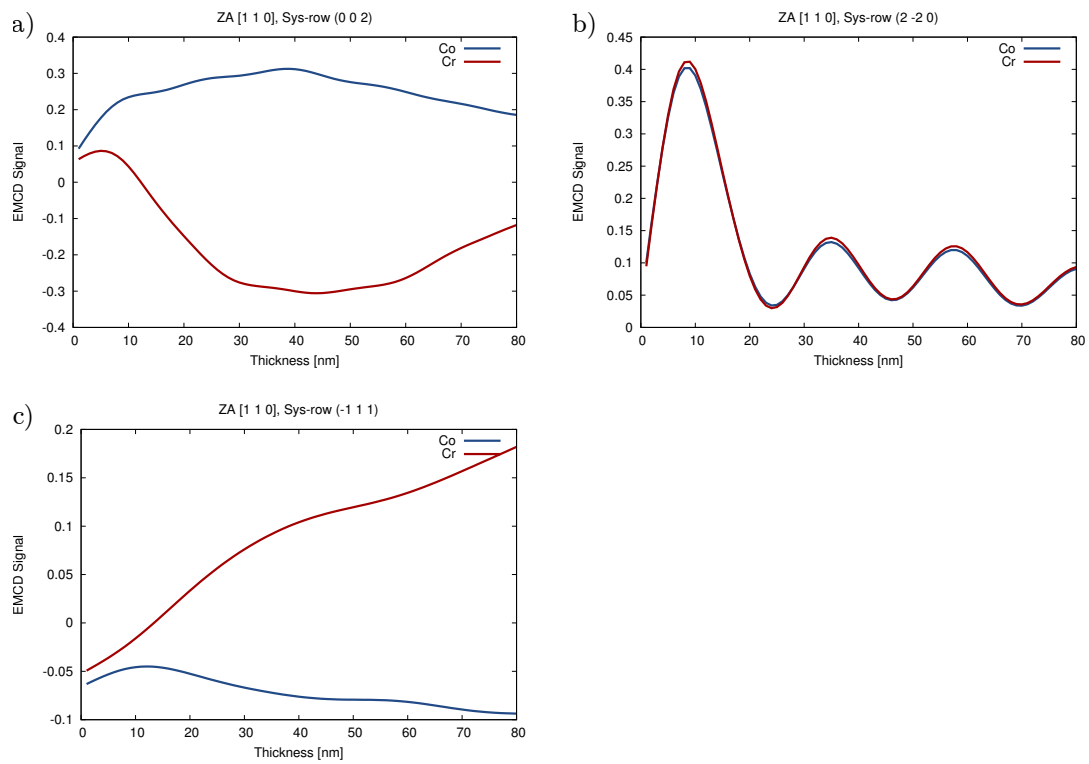 a)
ZA [1 1 0], Sys-row (0 0 2)
Co
Cr
0.4
0.3
0.2
0.1
0
-0.1
-0.2
-0.3
-0.4
EMCD Signal
0 10 20 30 40 50 60 70 80
Thickness [nm]
b)
ZA [1 1 0], Sys-row (2 -2 0)
Co
Cr
0.45
0.4
0.35
0.3
0.25
0.2
0.15
0.1
0.05
0
EMCD Signal
0 10 20 30 40 50 60 70 80
Thickness [nm]
c)
ZA [1 1 0], Sys-row (-1 1 1)
Co
Cr
0.2
0.15
0.1
0.05
0
-0.05
-0.1
EMCD Signal
0 10 20 30 40 50 60 70 80
Thickness [nm]